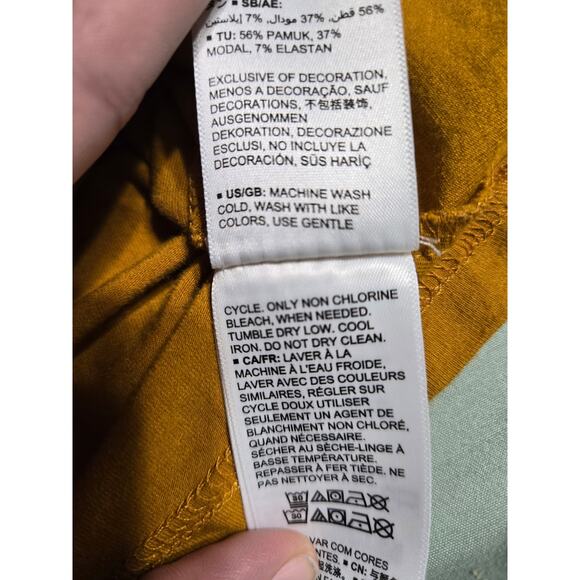 ■ SB/AE:
56% قطن, 37% مودال, 7% إيلاستين
■ TU: 56% PAMUK, 37%
MODAL, 7% ELASTAN
EXCLUSIVE OF DECORATION,
MENOS A DECORAÇÃO, SAUF
DECORATIONS, 不包括装饰,
AUSGENOMMEN
DEKORATION, DECORAZIONE
ESCLUSI, NO INCLUYE LA
DECORACIÓN, SÜS HARİÇ
■ US/GB: MACHINE WASH
COLD, WASH WITH LIKE
COLORS, USE GENTLE
CYCLE. ONLY NON CHLORINE
BLEACH, WHEN NEEDED.
TUMBLE DRY LOW. COOL
IRON. DO NOT DRY CLEAN.
■ CA/FR: LAVER À LA
MACHINE À L'EAU FROIDE,
LAVER AVEC DES COULEURS
SIMILAIRES, RÉGLER SUR
CYCLE DOUX UTILISER
SEULEMENT UN AGENT DE
BLANCHIMENT NON CHLORÉ,
QUAND NÉCESSAIRE.
SÉCHER AU SÈCHE-LINGE À
BASSE TEMPÉRATURE.
REPASSER À FER TIÈDE. NE
PAS NETTOYER À SEC.
30
30
VAR COM CORES
NTES. ■ CN: 与